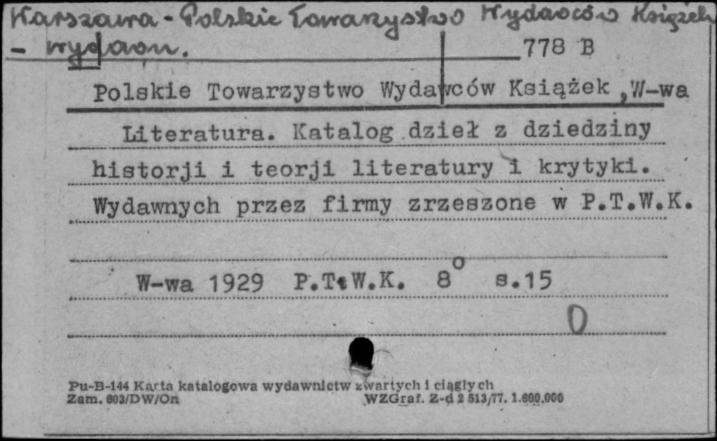 Warszawa - Polskie Towarzystwo Wydawców Książek
- wydawn.
778 B
Polskie Towarzystwo Wydawców Książek ,W-wa
Literatura. Katalog dzieł z dziedziny
historji i teorji literatury i krytyki.
Wydawnych przez firmy zrzeszone w P.T.W.K.
W-wa 1929 P.T.W.K. 8° s.15
O
Pu-B-144 Karta katalogowa wydawnictw zwartych i ciągłych
Zam. 603/DW/On WZGraf. Z-d 2 513/77. 1.600.000